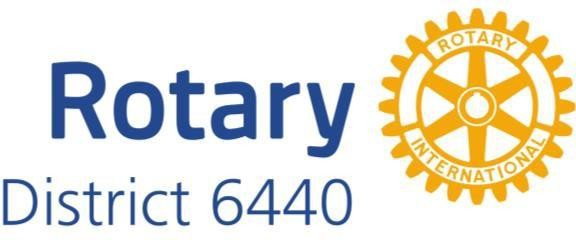 Rotary
District 6440
ROTARY
INTERNATIONAL